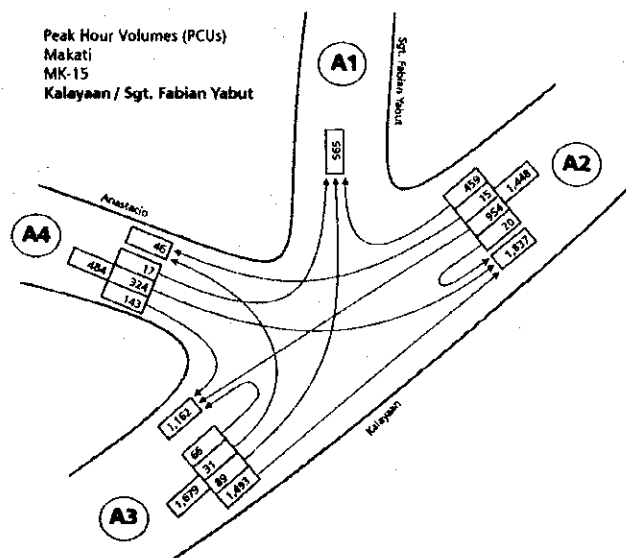 Peak Hour Volumes (PCUs)
Makati
MK-15
Kalayaan / Sgt. Fabian Yabut
A1
Sgt. Fabian Yabut
565
A2
459
15
954
20
1,448
1,837
Anastacio
A4
46
484
17
324
143
1,162
Kalayaan
66
31
89
1,493
1,679
A3